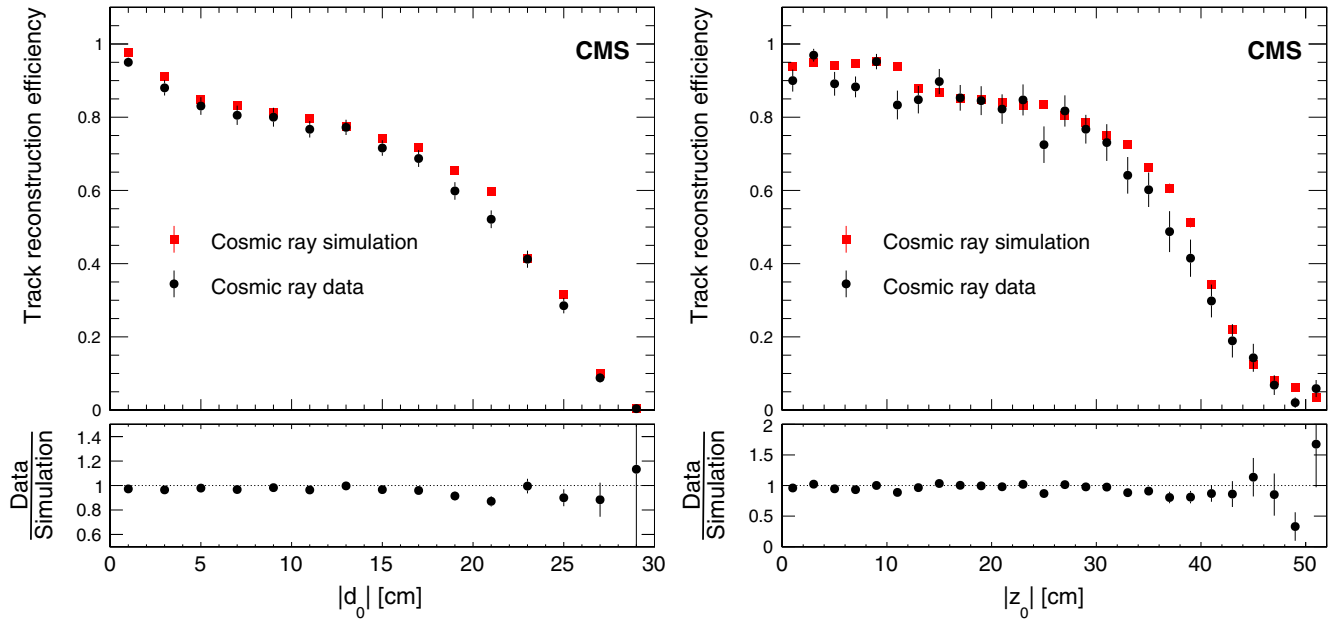 Track reconstruction efficiency
1
0.8
0.6
0.4
0.2
0
CMS
Cosmic ray simulation
Cosmic ray data
Data
Simulation
1.4
1.2
1
0.8
0.6
0 5 10 15 20 25 30
|d0| [cm]
Track reconstruction efficiency
1
0.8
0.6
0.4
0.2
0
CMS
Cosmic ray simulation
Cosmic ray data
Data
Simulation
2
1.5
1
0.5
0
0 10 20 30 40 50
|z0| [cm]